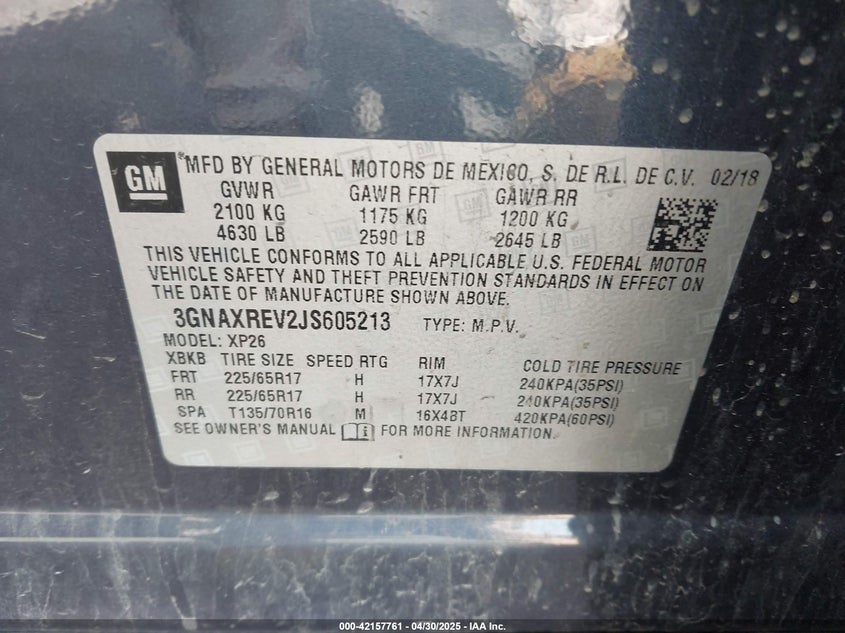 GM
®MFD BY GENERAL MOTORS DE MEXICO, S. DE R.L. DE C.V. 02/18
GVWR GAWR FRT GAWR RR
2100 KG 1175 KG 1200 KG
4630 LB 2590 LB 2645 LB
THIS VEHICLE CONFORMS TO ALL APPLICABLE U.S. FEDERAL MOTOR
VEHICLE SAFETY AND THEFT PREVENTION STANDARDS IN EFFECT ON
THE DATE OF MANUFACTURE SHOWN ABOVE.
3GNAXREV2JS605213 TYPE: M.P.V.
MODEL: XP26
XBKB TIRE SIZE SPEED RTG RIM COLD TIRE PRESSURE
FRT 225/65R17 H 17X7J 240KPA(35PSI)
RR 225/65R17 H 17X7J 240KPA(35PSI)
SPA T135/70R16 M 16X4BT 420KPA(60PSI)
SEE OWNER'S MANUAL FOR MORE INFORMATION.
000-42157761 - 04/30/2025 - IAA Inc.